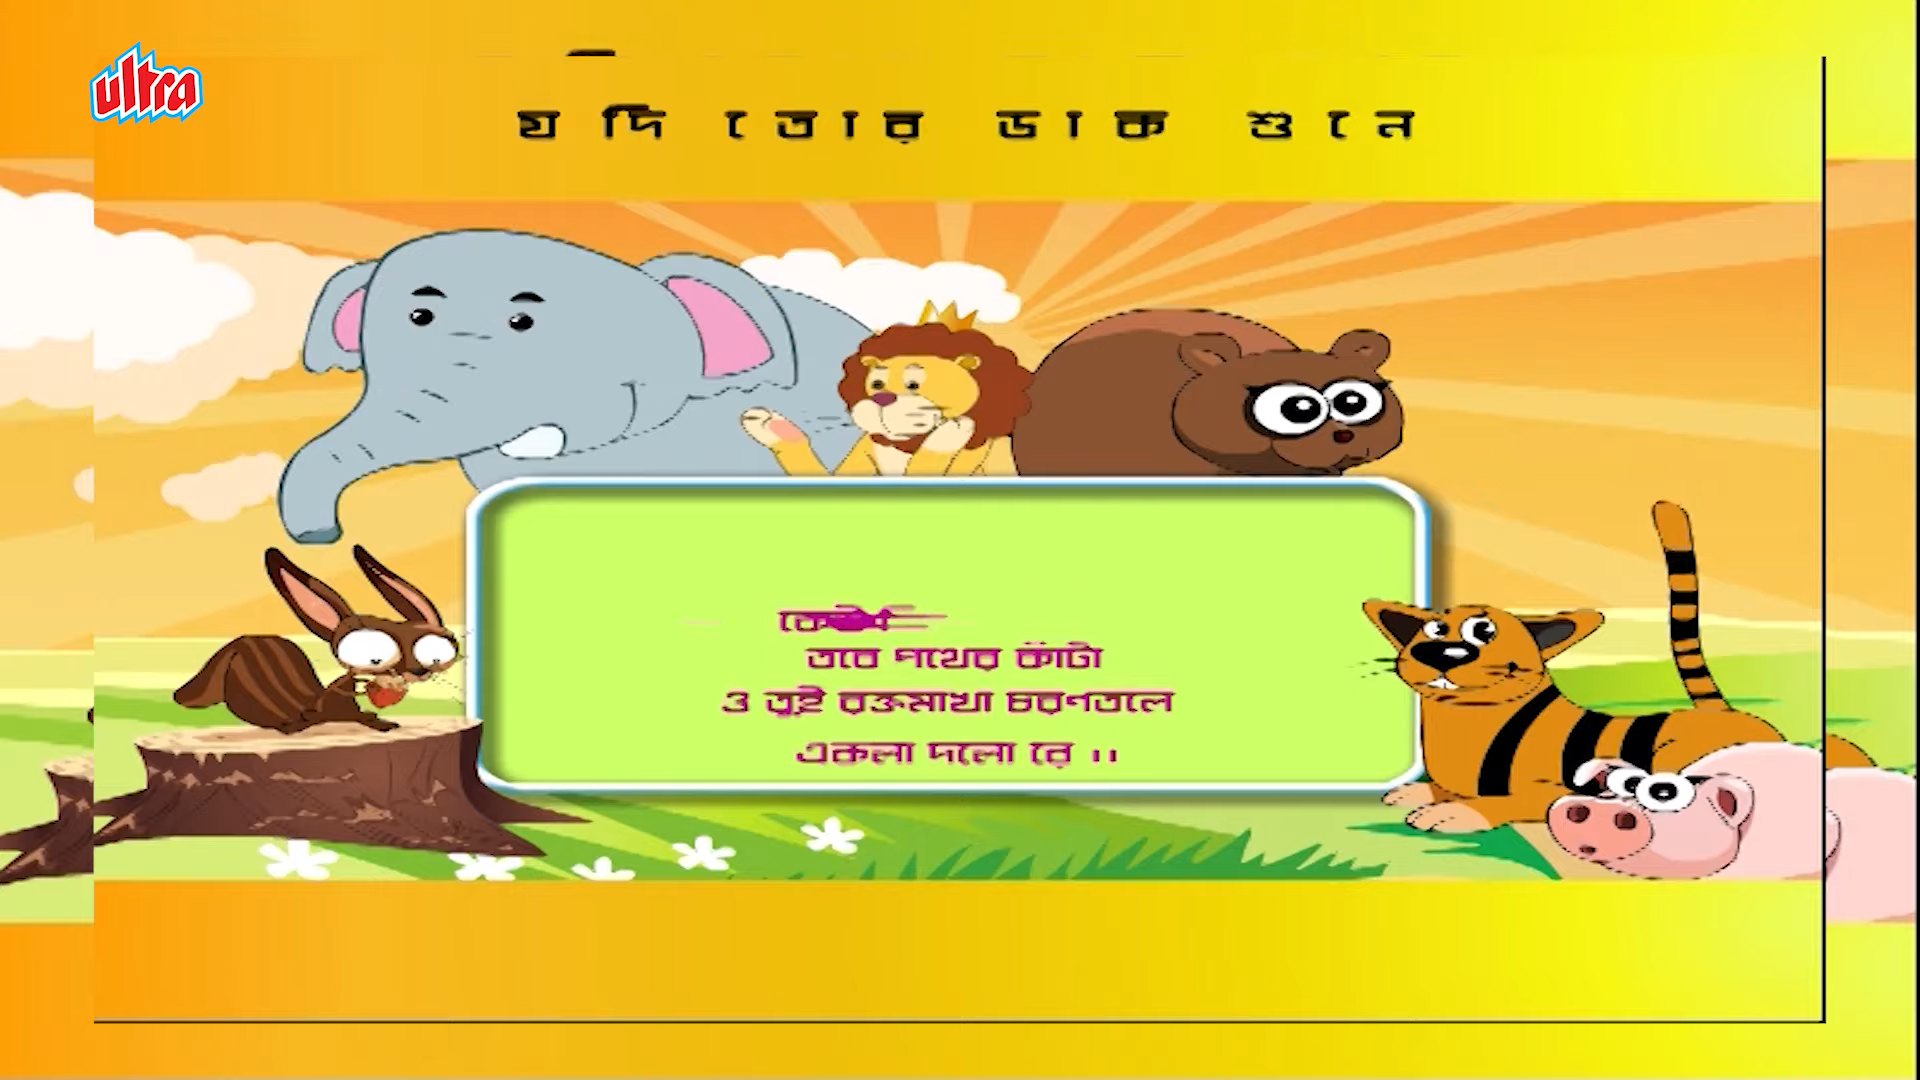 ultra
যদি তোর ডাক শুনে
তবে পথের কাঁটা
ও তুই রক্তমাখা চরণতলে
একলা দলো রে ।।